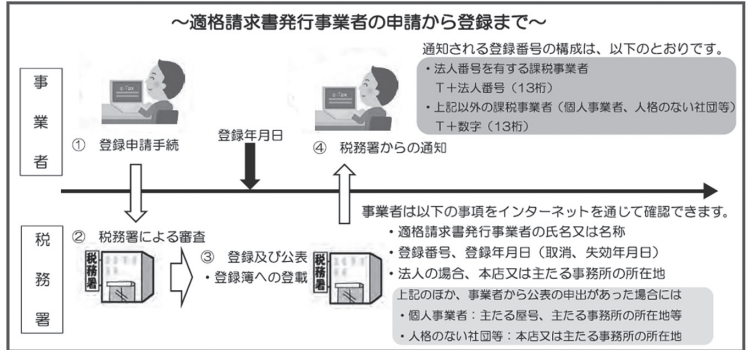 〜適格請求書発行事業者の申請から登録まで〜
通知される登録番号の構成は、以下のとおりです。
・法人番号を有する課税事業者
T＋法人番号（13桁）
・上記以外の課税事業者（個人事業者、人格のない社団等）
T＋数字（13桁）
事業者
① 登録申請手続
登録年月日
④ 税務署からの通知
税務署
② 税務署による審査
税務署
③ 登録及び公表
・登録簿への登載
税務署
事業者は以下の事項をインターネットを通じて確認できます。
・適格請求書発行事業者の氏名又は名称
・登録番号、登録年月日（取消、失効年月日）
・法人の場合、本店又は主たる事務所の所在地
上記のほか、事業者から公表の申出があった場合には
・個人事業者：主たる屋号、主たる事務所の所在地等
・人格のない社団等：本店又は主たる事務所の所在地